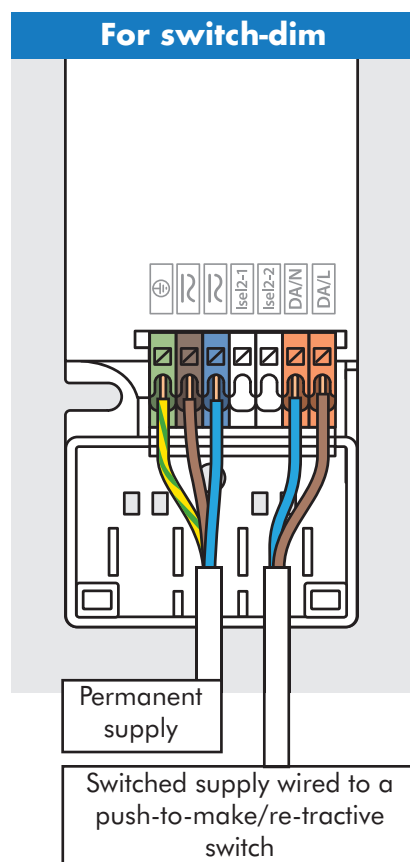 For switch-dim
Isel2-1
Isel2-2
DA/N
DA/L
Permanent
supply
Switched supply wired to a
push-to-make/re-tractive
switch